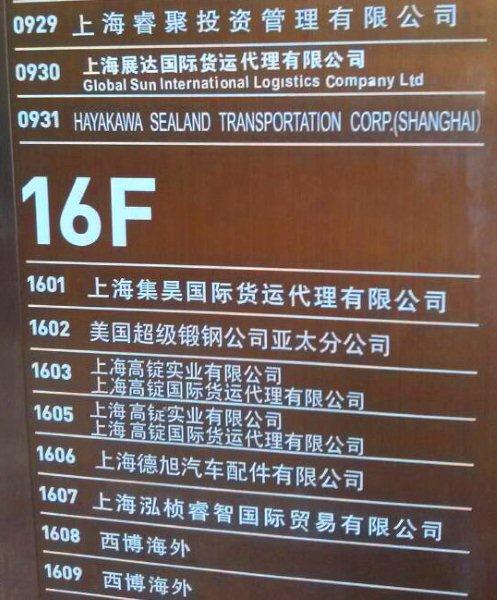 0929 上海睿聚投资管理有限公司
0930 上海展达国际货运代理有限公司
Global Sun International Logistics Company Ltd
0931 HAYAKAWA SEALAND TRANSPORTATION CORP.(SHANGHAI)
16F
1601 上海集昊国际货运代理有限公司
1602 美国超级锻钢公司亚太分公司
1603 上海高锭实业有限公司
上海高锭国际货运代理有限公司
1605 上海高锭实业有限公司
上海高锭国际货运代理有限公司
1606 上海德旭汽车配件有限公司
1607 上海泓桢睿智国际贸易有限公司
1608 西博海外
1609 西博海外